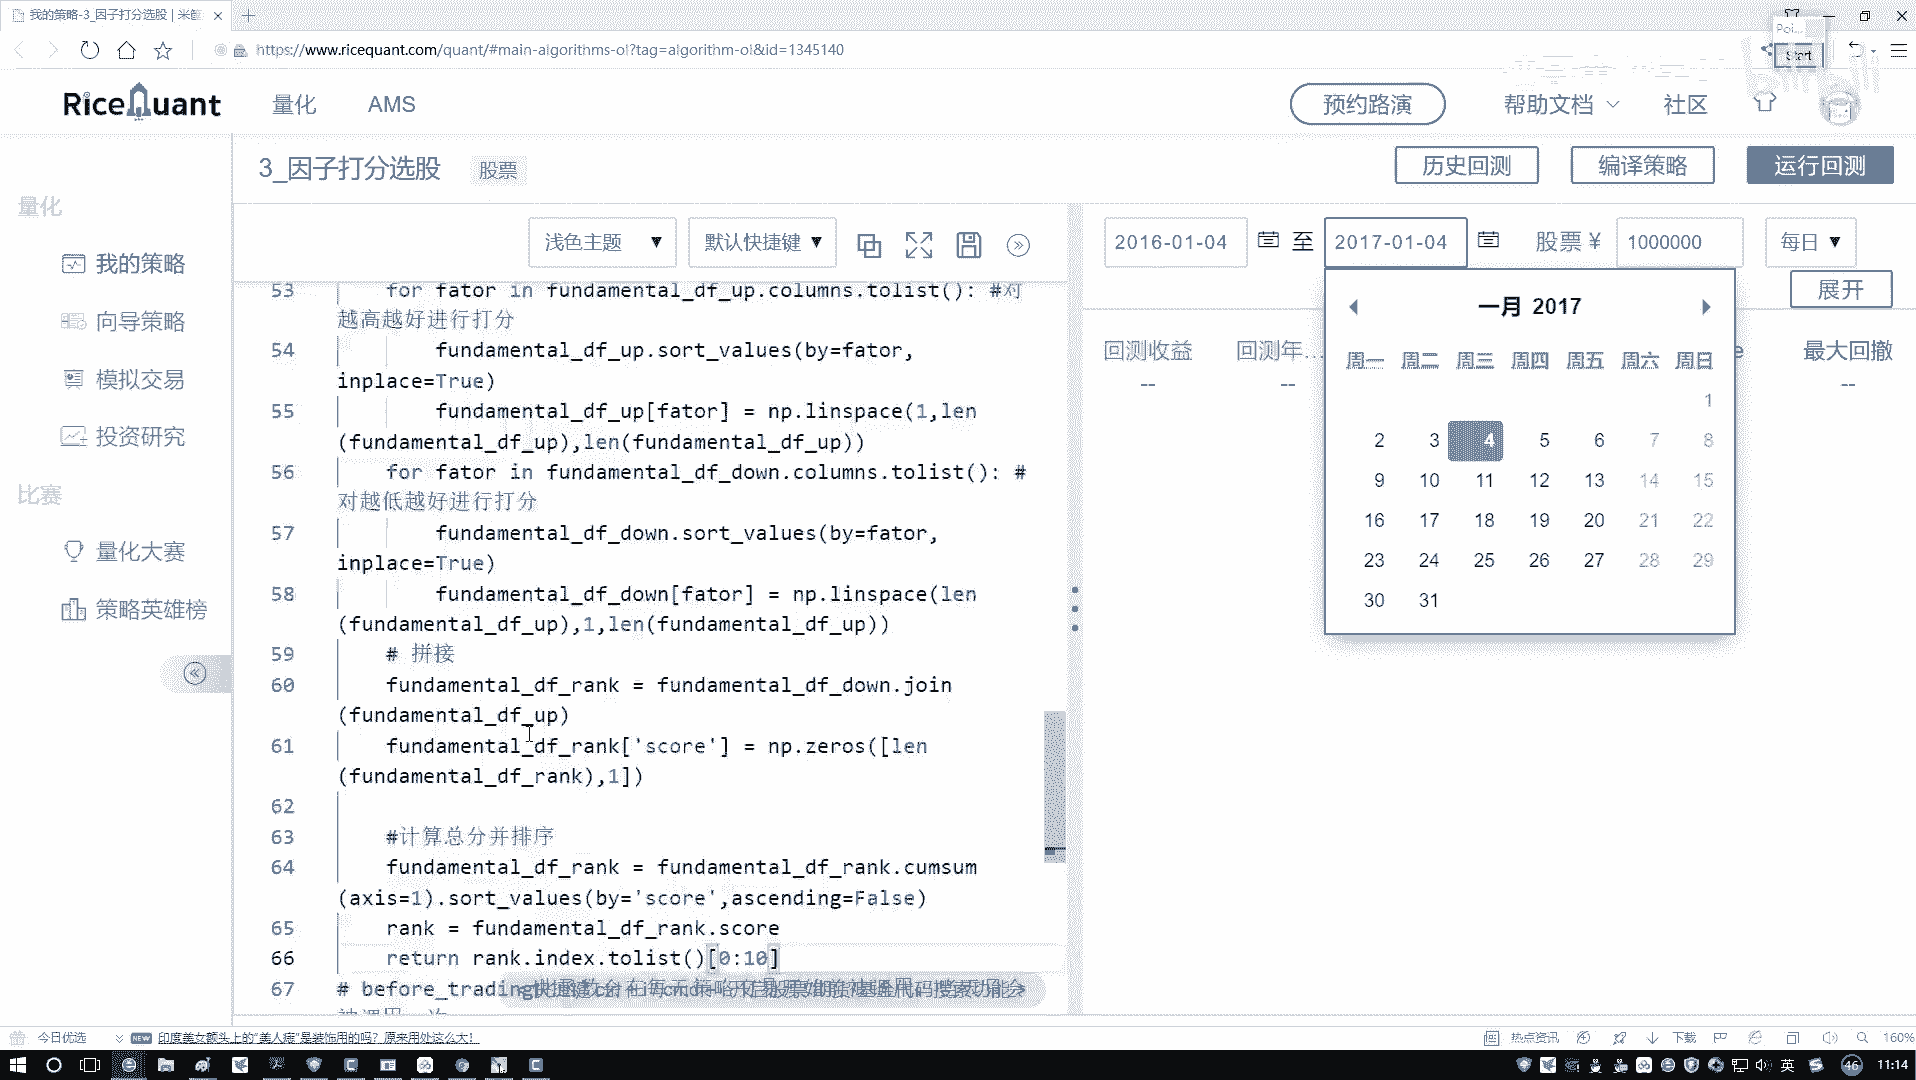 我的策略-3_因子打分选股 | 米筐
Poi...
https://www.ricequant.com/quant/#main-algorithms-ol?tag=algorithm-ol&id=1345140
Start
bilibili
RiceQuant
量化
AMS
预约路演
帮助文档
社区
3_因子打分选股
股票
历史回测
编译策略
运行回测
量化
我的策略
向导策略
模拟交易
投资研究
比赛
量化大赛
策略英雄榜
浅色主题 ▼
默认快捷键 ▼
2016-01-04
至
2017-01-04
股票 ¥
1000000
每日 ▼
展开
回测收益
回测年...
最大回撤
--
--
--
一月 2017
周一 周二 周三 周四 周五 周六 周日
1
2 3 4 5 6 7 8
9 10 11 12 13 14 15
16 17 18 19 20 21 22
23 24 25 26 27 28 29
30 31
53 for fator in fundamental_df_up.columns.tolist(): #对
越高越好进行打分
54 fundamental_df_up.sort_values(by=fator,
inplace=True)
55 fundamental_df_up[fator] = np.linspace(1,len
(fundamental_df_up),len(fundamental_df_up))
56 for fator in fundamental_df_down.columns.tolist(): #
对越低越好进行打分
57 fundamental_df_down.sort_values(by=fator,
inplace=True)
58 fundamental_df_down[fator] = np.linspace(len
(fundamental_df_up),1,len(fundamental_df_up))
59 # 拼接
60 fundamental_df_rank = fundamental_df_down.join
(fundamental_df_up)
61 fundamental_df_rank['score'] = np.zeros([len
(fundamental_df_rank),1])
62
63 #计算总分并排序
64 fundamental_df_rank = fundamental_df_rank.cumsum
(axis=1).sort_values(by='score',ascending=False)
65 rank = fundamental_df_rank.score
66 return rank.index.tolist()[0:10]
67 # before_trading
今日优选
NEW
印度美女额头上的“美人痣”是装饰用的吗? 原来用处这么大!
热点资讯
下载
160%
英
46
11:14